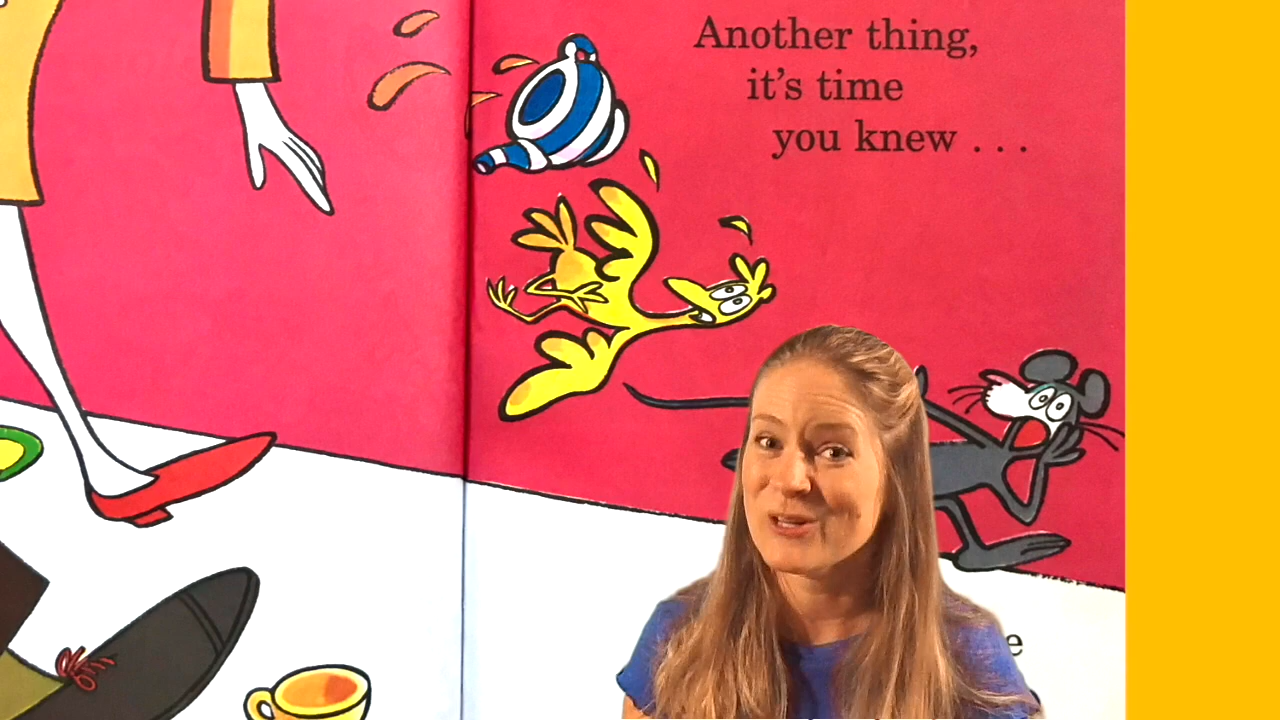 Another thing,
it's time
you knew . . .
e